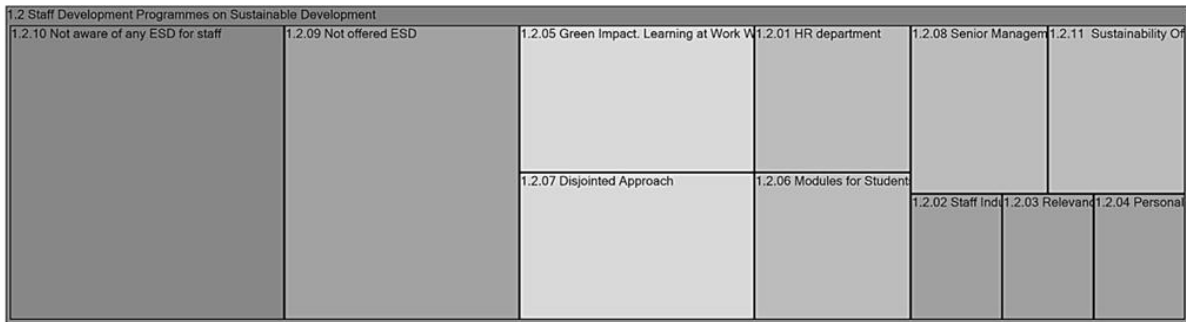 1.2 Staff Development Programmes on Sustainable Development
1.2.10 Not aware of any ESD for staff
1.2.09 Not offered ESD
1.2.05 Green Impact. Learning at Work W
1.2.01 HR department
1.2.08 Senior Managem
1.2.11 Sustainability Of
1.2.07 Disjointed Approach
1.2.06 Modules for Student
1.2.02 Staff Indu
1.2.03 Relevanc
1.2.04 Personal